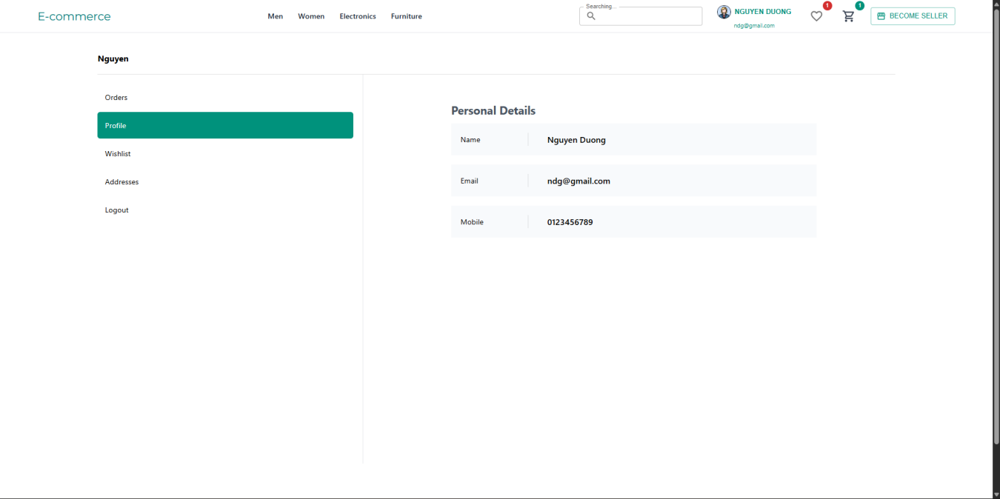 E-commerce
Men Women Electronics Furniture
Searching...
NGUYEN DUONG
ndg@gmail.com
1
1
BECOME SELLER
Nguyen
Orders
Profile
Wishlist
Addresses
Logout
Personal Details
Name Nguyen Duong
Email ndg@gmail.com
Mobile 0123456789